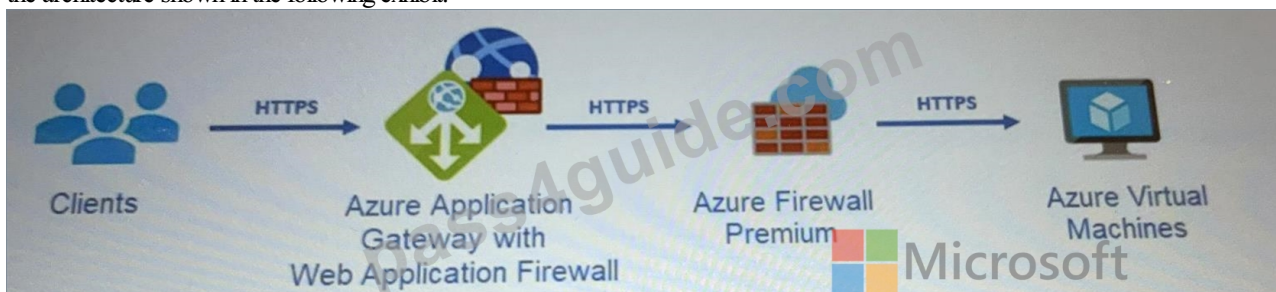 the architecture shown in the following exhibit.
HTTPS
HTTPS
HTTPS
Clients
Azure Application
Gateway with
Web Application Firewall
Azure Firewall
Premium
Azure Virtual
Machines
pass4guide.com
Microsoft